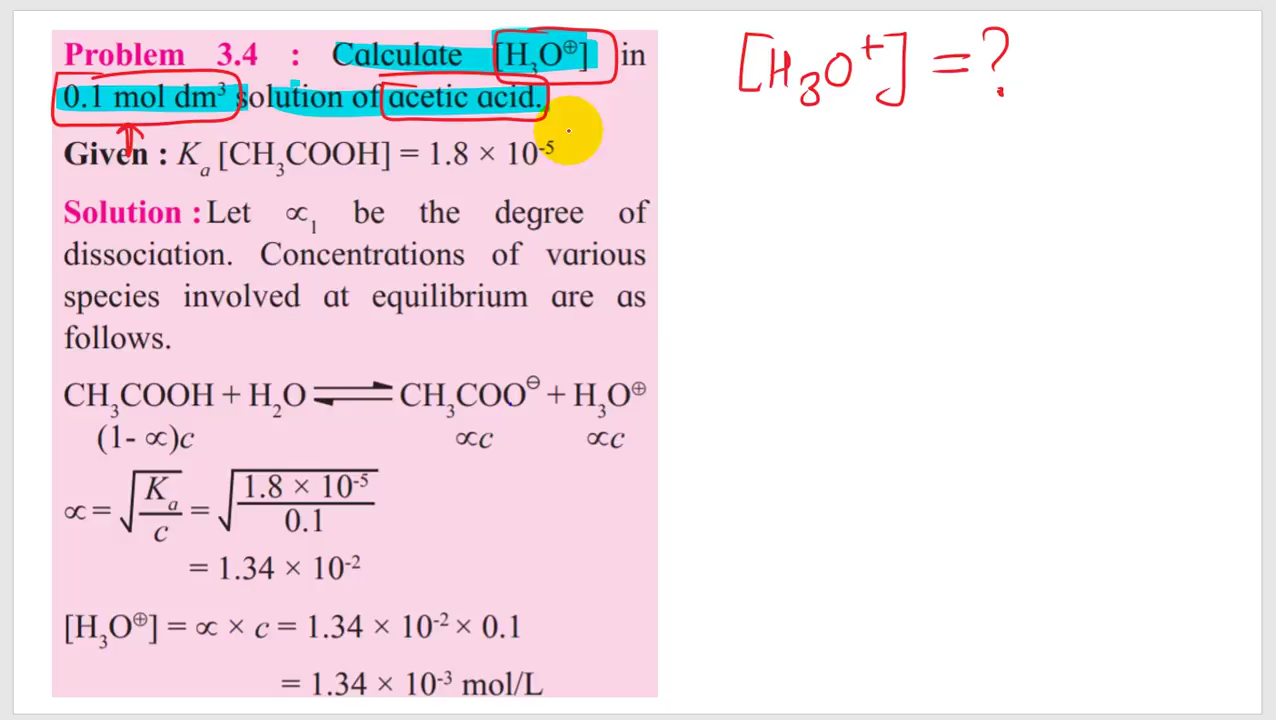 Problem 3.4 : Calculate [H₃O⊕] in
0.1 mol dm³ solution of acetic acid.
Given : Kₐ [CH₃COOH] = 1.8 × 10⁻⁵
Solution : Let ∝₁ be the degree of
dissociation. Concentrations of various
species involved at equilibrium are as
follows.
CH₃COOH + H₂O ⇌ CH₃COO⊖ + H₃O⊕
(1- ∝)c ∝c ∝c
∝ = √(Kₐ/c) = √(1.8 × 10⁻⁵/0.1)
= 1.34 × 10⁻²
[H₃O⊕] = ∝ × c = 1.34 × 10⁻² × 0.1
= 1.34 × 10⁻³ mol/L
[H₃O⁺] = ?